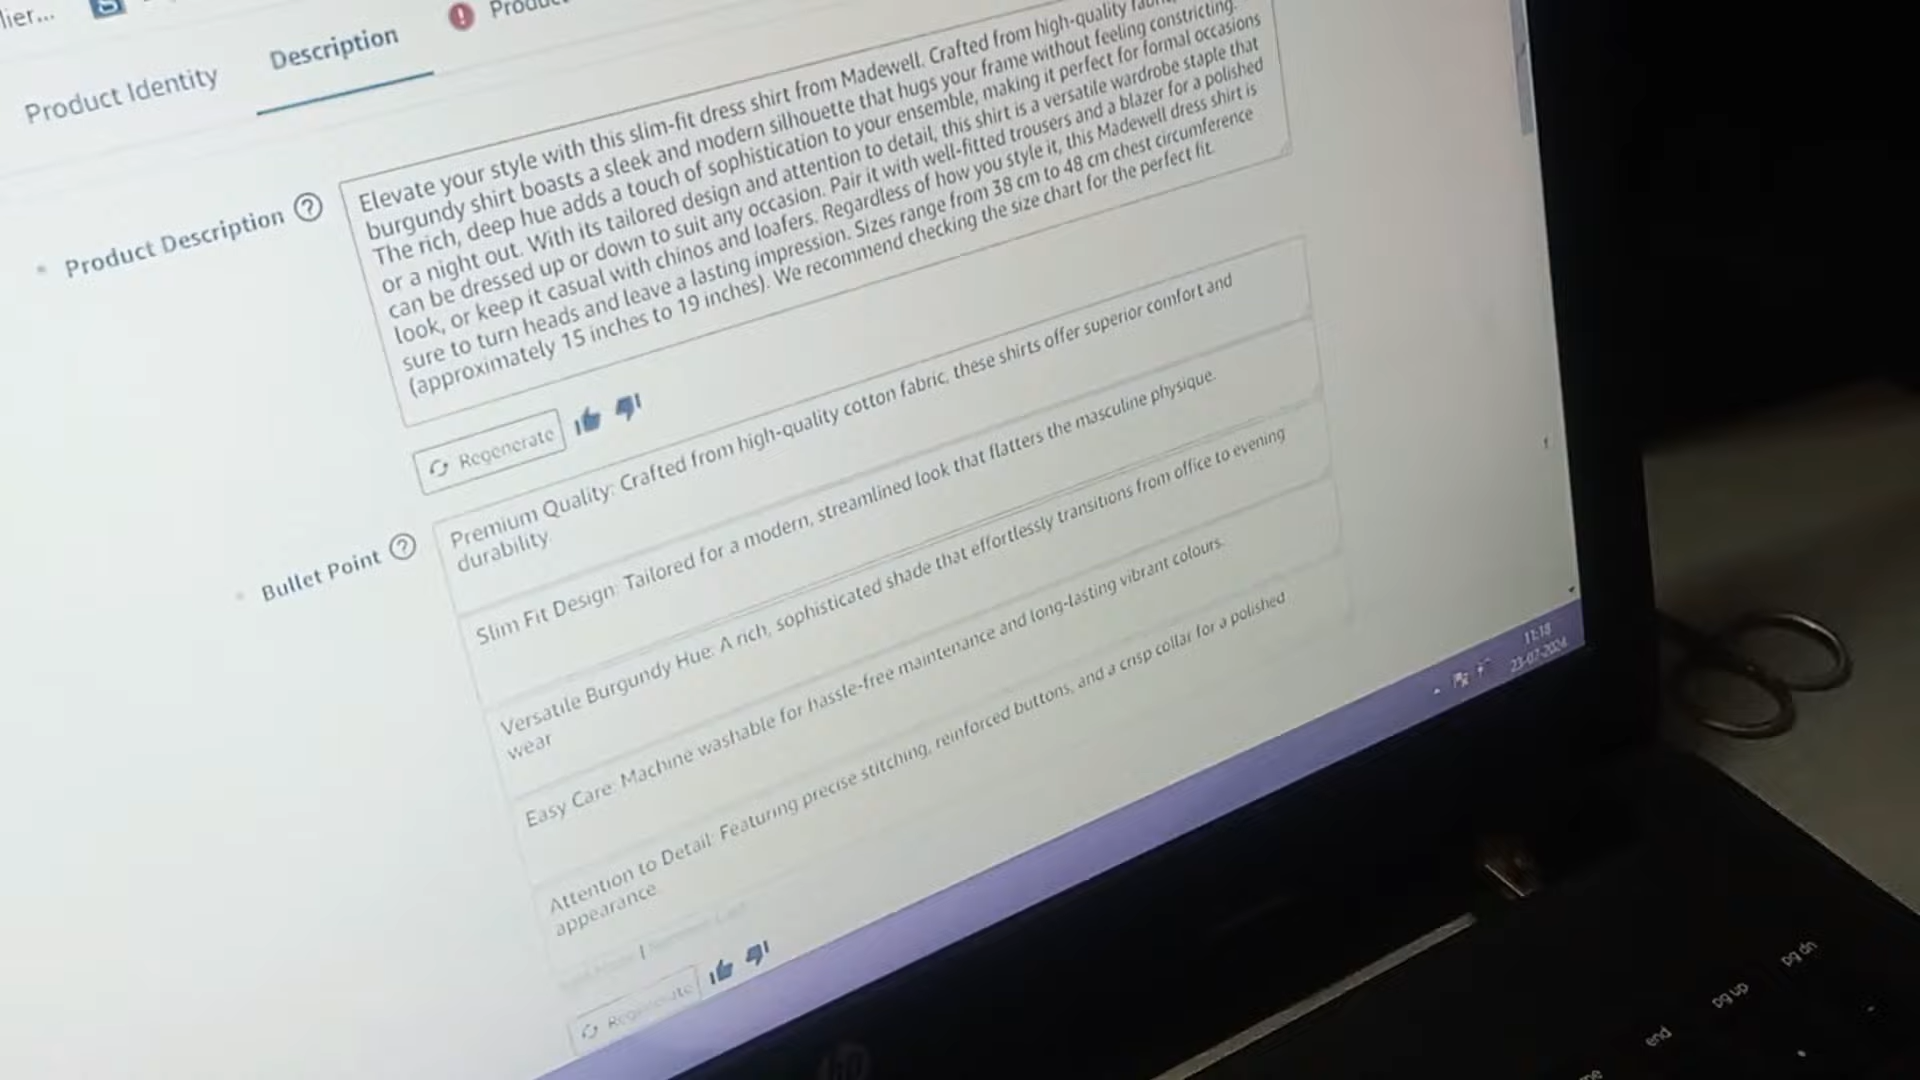 Product Identity
Description
Product Description
Elevate your style with this slim-fit dress shirt from Madewell. Crafted from high-quality
burgundy shirt boasts a sleek and modern silhouette that hugs your frame without feeling constricting.
The rich, deep hue adds a touch of sophistication to your ensemble, making it perfect for formal occasions
or a night out. With its tailored design and attention to detail, this shirt is a versatile wardrobe staple that
can be dressed up or down to suit any occasion. Pair it with well-fitted trousers and a blazer for a polished
look, or keep it casual with chinos and loafers. Regardless of how you style it, this Madewell dress shirt is
sure to turn heads and leave a lasting impression. Sizes range from 38 cm to 48 cm chest circumference
(approximately 15 inches to 19 inches). We recommend checking the size chart for the perfect fit.
Regenerate
Bullet Point
Premium Quality: Crafted from high-quality cotton fabric, these shirts offer superior comfort and
durability
Slim Fit Design: Tailored for a modern, streamlined look that flatters the masculine physique.
Versatile Burgundy Hue: A rich, sophisticated shade that effortlessly transitions from office to evening
wear
Easy Care: Machine washable for hassle-free maintenance and long-lasting vibrant colours.
Attention to Detail: Featuring precise stitching, reinforced buttons, and a crisp collar for a polished
appearance
Regenerate
11:18
23-07-2024
hp
pg dn
pg up
end